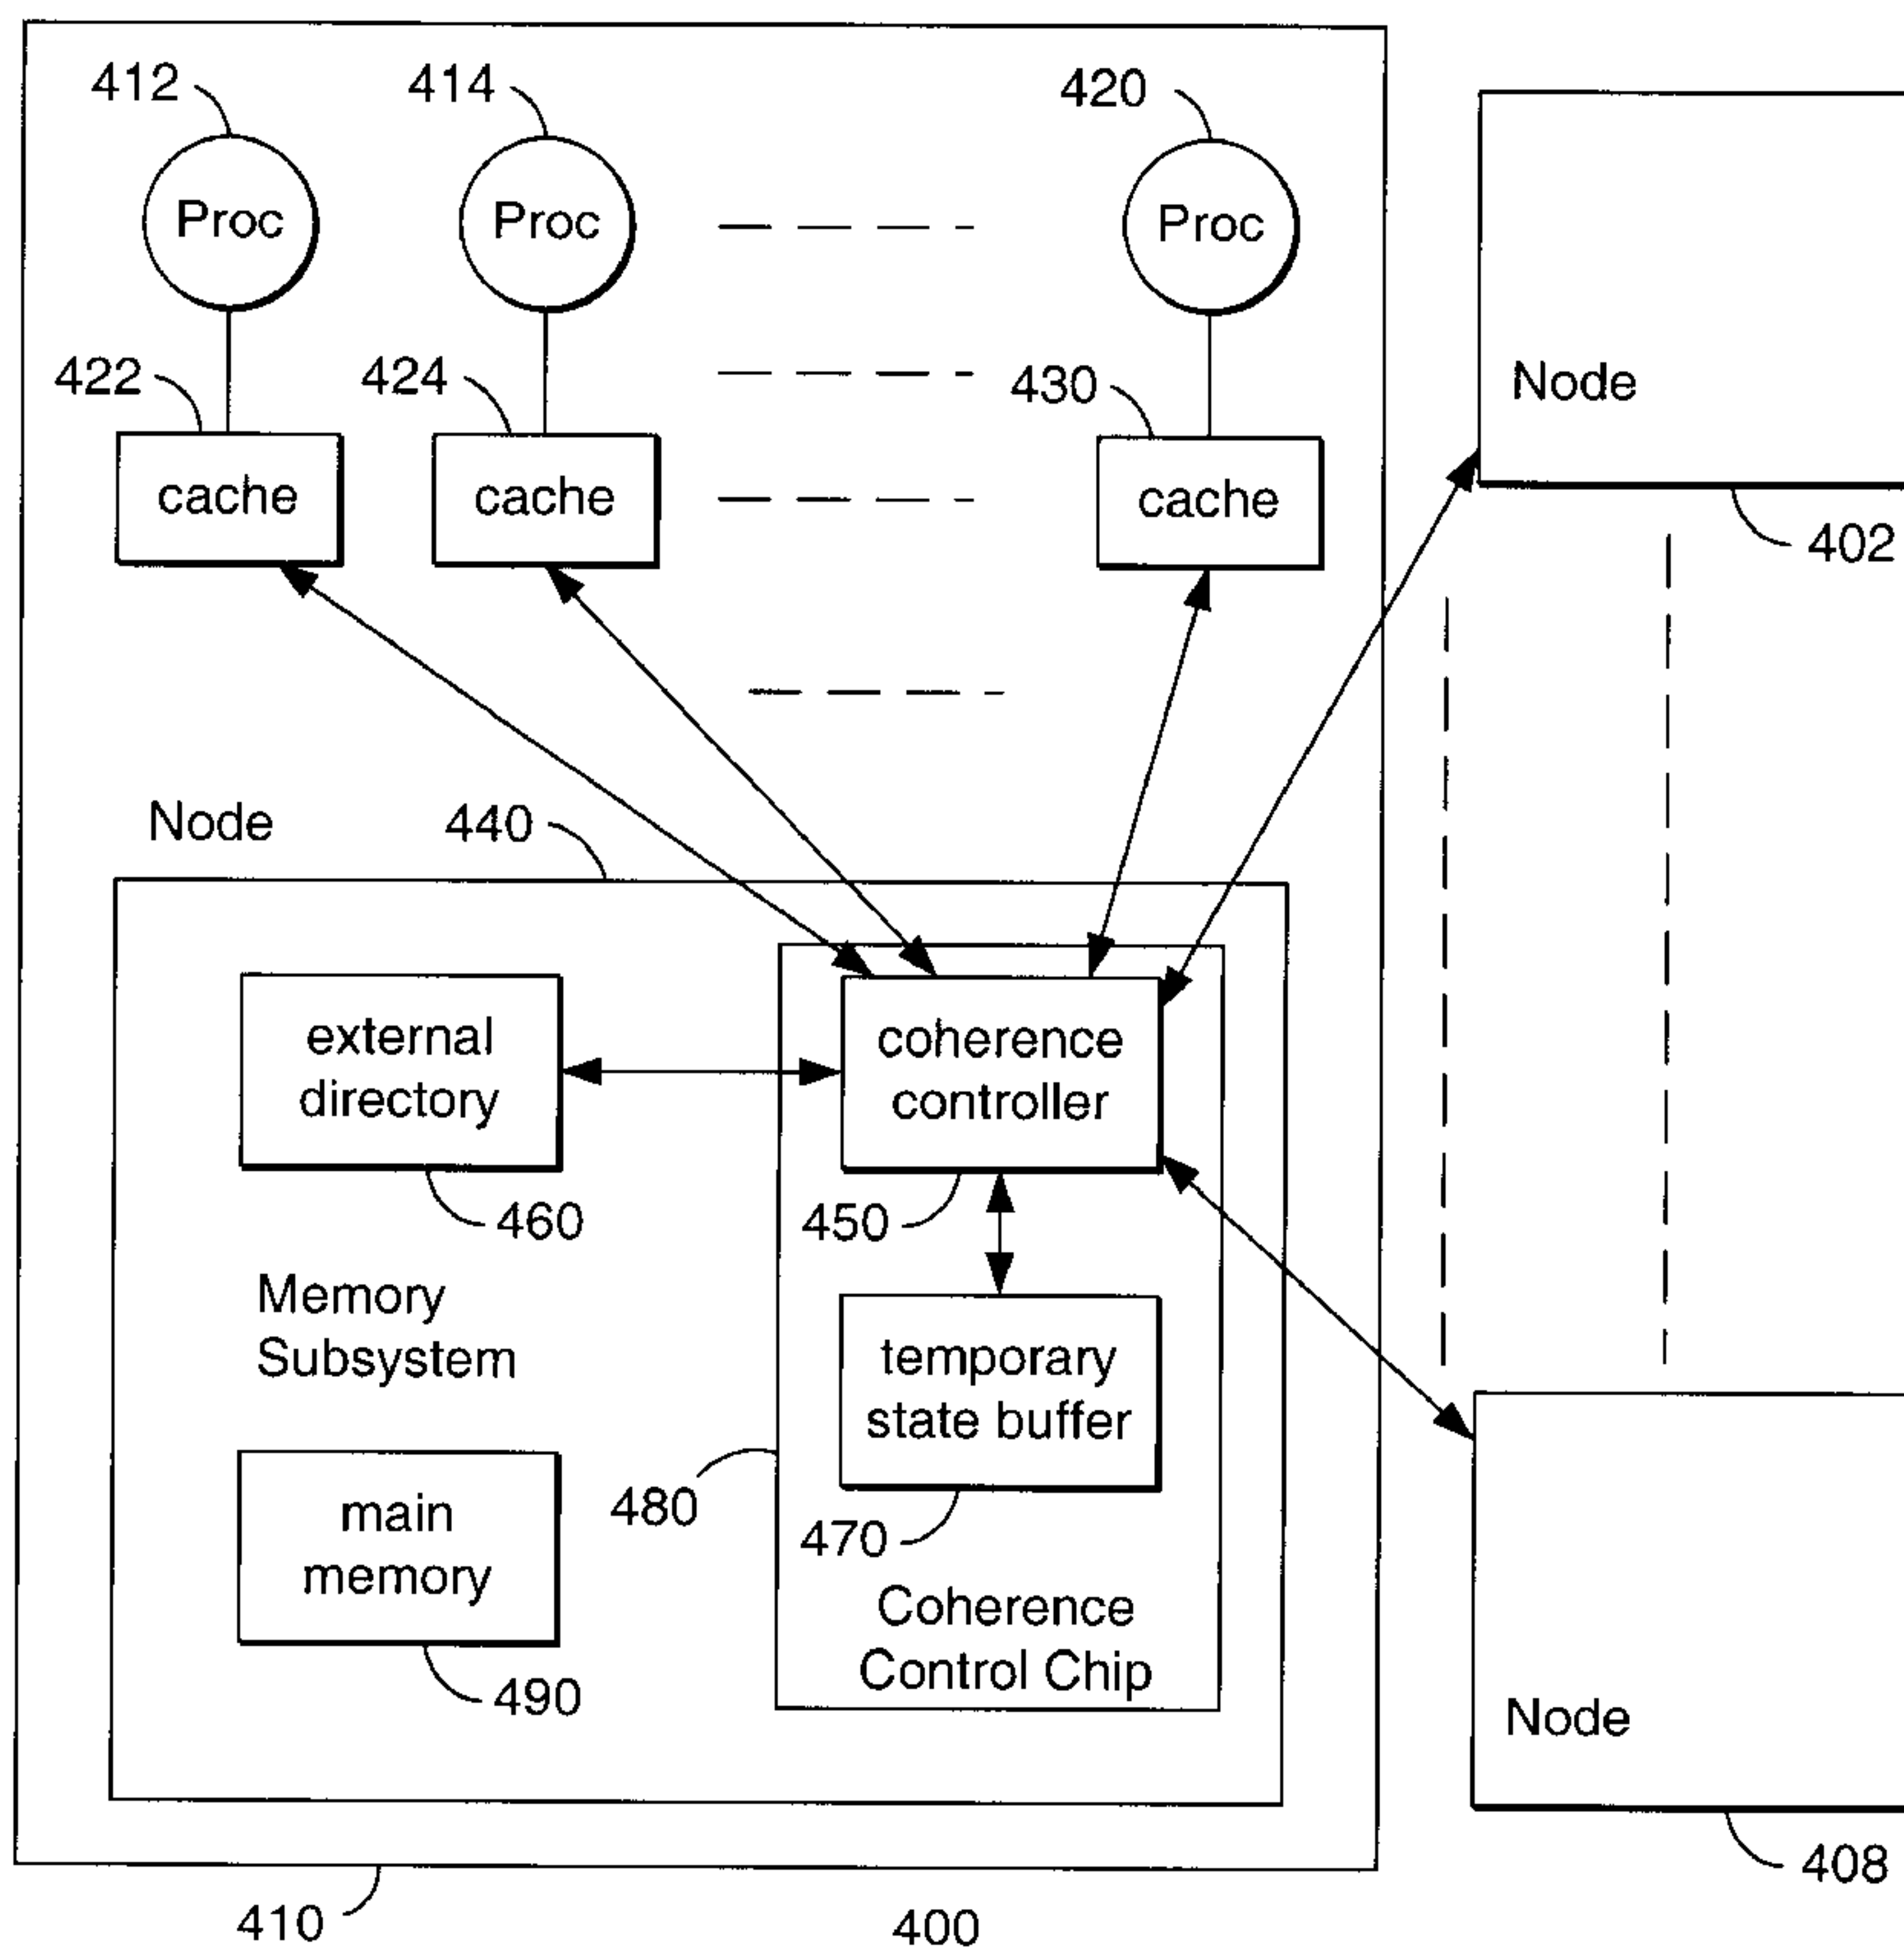 412
414
420
Proc
Proc
Proc
422
424
430
Node
cache
cache
cache
402
Node
440
external
directory
coherence
controller
460
450
Memory
Subsystem
temporary
state buffer
480
470
main
memory
Coherence
Control Chip
490
Node
408
410
400